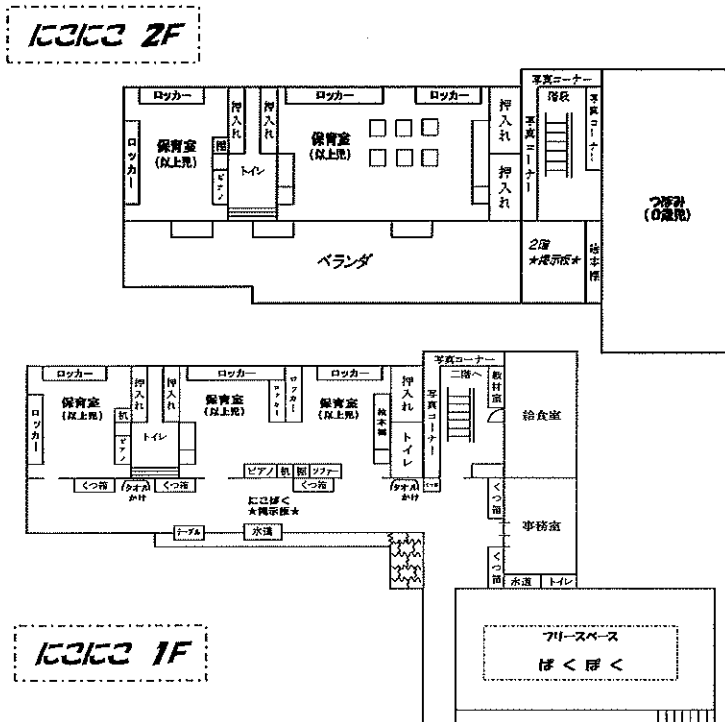 にこにこ 2F
写真コーナー
ロッカー
押入れ
押入れ
ロッカー
ロッカー
押入れ
階段
写真コーナー
写真コーナー
ロッカー
保育室
(以上児)
棚
ピアノ
トイレ
保育室
(以上児)
押入れ
つぼみ
(0歳児)
ベランダ
2階
★掲示板★
絵本棚
写真コーナー
ロッカー
押入れ
押入れ
ロッカー
ロッカー
ロッカー
ロッカー
押入れ
二階へ
教材室
写真コーナー
ロッカー
保育室
(以上児)
机
ピアノ
トイレ
保育室
(以上児)
保育室
(以上児)
絵本棚
トイレ
給食室
ピアノ
机
棚
ソファー
くつ箱
タオル
かけ
くつ箱
くつ箱
タオル
かけ
くつ箱
にこぱく
★掲示板★
事務室
テーブル
水道
くつ箱
水道
トイレ
にこにこ 1F
フリースペース
ぱくぱく